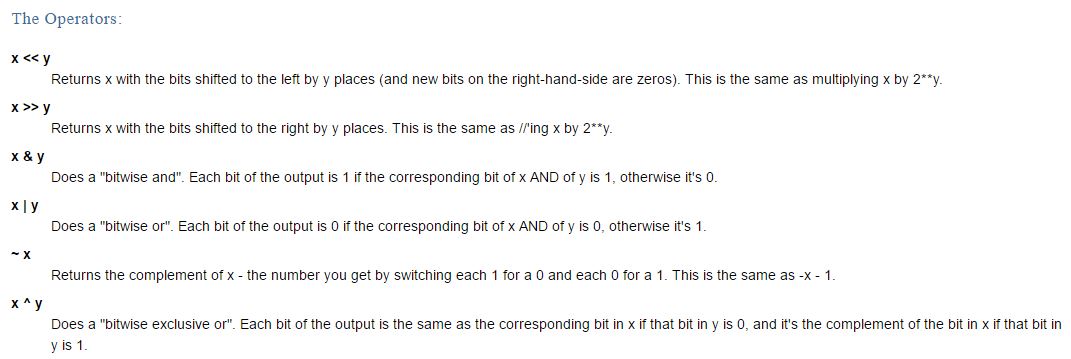 The Operators:
x << y
Returns x with the bits shifted to the left by y places (and new bits on the right-hand-side are zeros). This is the same as multiplying x by 2**y.
x >> y
Returns x with the bits shifted to the right by y places. This is the same as //'ing x by 2**y.
x & y
Does a "bitwise and". Each bit of the output is 1 if the corresponding bit of x AND of y is 1, otherwise it's 0.
x | y
Does a "bitwise or". Each bit of the output is 0 if the corresponding bit of x AND of y is 0, otherwise it's 1.
~ x
Returns the complement of x - the number you get by switching each 1 for a 0 and each 0 for a 1. This is the same as -x - 1.
x ^ y
Does a "bitwise exclusive or". Each bit of the output is the same as the corresponding bit in x if that bit in y is 0, and it's the complement of the bit in x if that bit in
y is 1.